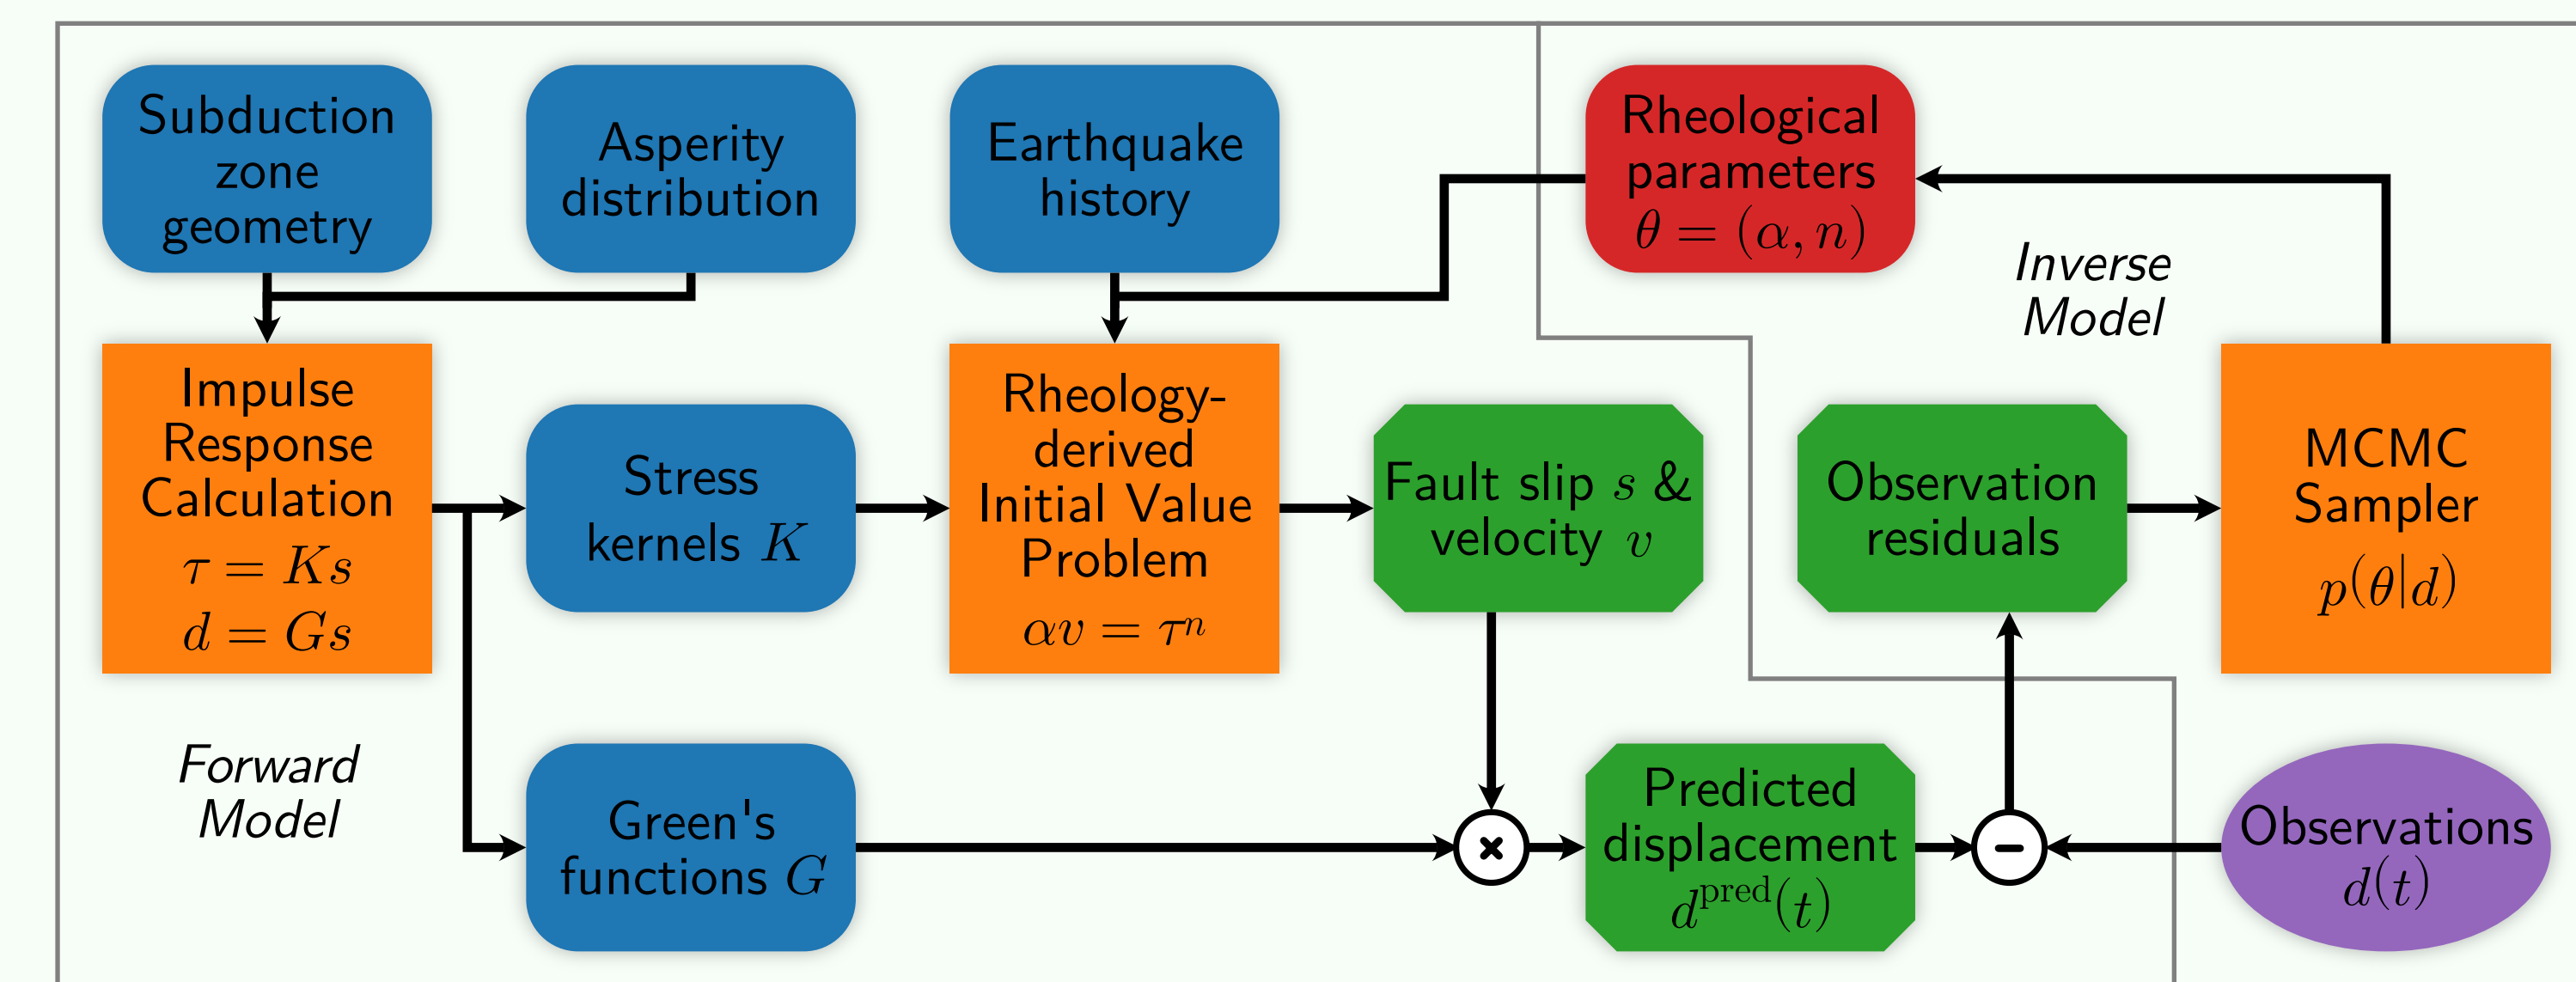 Subduction
zone
geometry
Asperity
distribution
Earthquake
history
Rheological
parameters
θ = (α, n)
Inverse
Model
Impulse
Response
Calculation
τ = Ks
d = Gs
Stress
kernels K
Rheology-
derived
Initial Value
Problem
αv = τⁿ
Fault slip s &
velocity v
Observation
residuals
MCMC
Sampler
p(θ|d)
Forward
Model
Green's
functions G
×
Predicted
displacement
d^pred(t)
−
Observations
d(t)